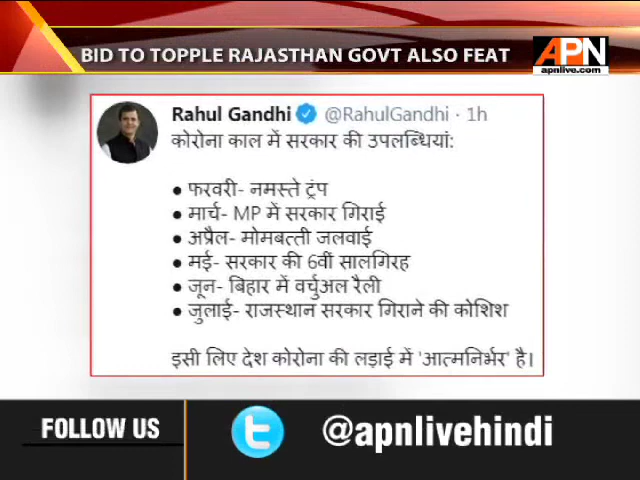 BID TO TOPPLE RAJASTHAN GOVT ALSO FEAT
APN
apnlive.com
Rahul Gandhi @RahulGandhi · 1h
कोरोना काल में सरकार की उपलब्धियां:
● फरवरी- नमस्ते ट्रंप
● मार्च- MP में सरकार गिराई
● अप्रैल- मोमबत्ती जलवाई
● मई- सरकार की 6वीं सालगिरह
● जून- बिहार में वर्चुअल रैली
● जुलाई- राजस्थान सरकार गिराने की कोशिश
इसी लिए देश कोरोना की लड़ाई में 'आत्मनिर्भर' है।
FOLLOW US
@apnlivehindi